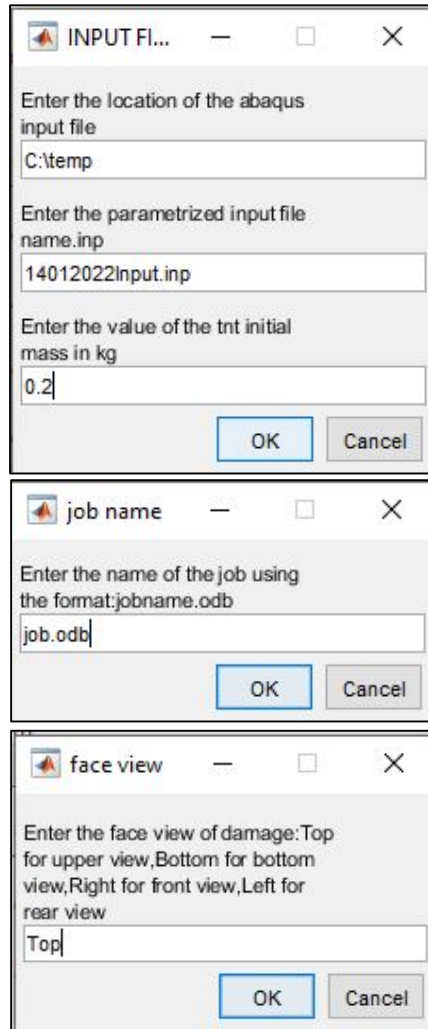 INPUT FI...
Enter the location of the abaqus
input file
C:\temp
Enter the parametrized input file
name.inp
14012022Input.inp
Enter the value of the tnt initial
mass in kg
0.2
OK Cancel
job name
Enter the name of the job using
the format:jobname.odb
job.odb
OK Cancel
face view
Enter the face view of damage:Top
for upper view,Bottom for bottom
view,Right for front view,Left for
rear view
Top
OK Cancel